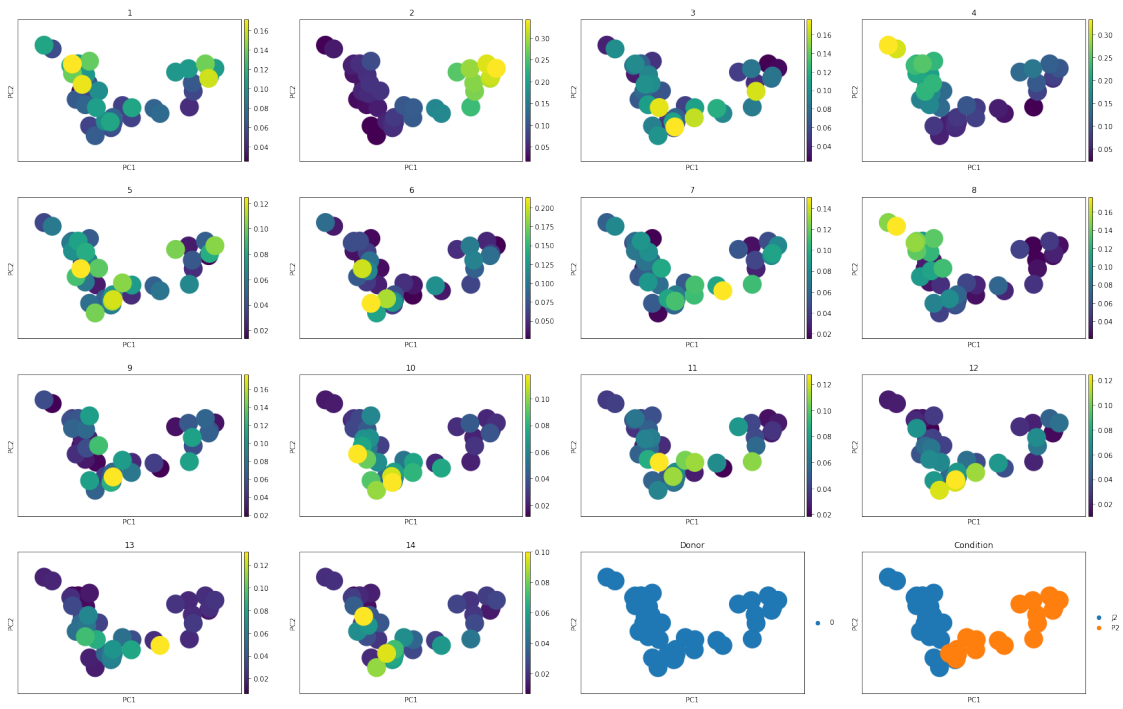 1
2
3
4
0.16
0.14
0.12
0.10
0.08
0.06
0.04
0.30
0.25
0.20
0.15
0.10
0.05
0.16
0.14
0.12
0.10
0.08
0.06
0.04
0.30
0.25
0.20
0.15
0.10
0.05
PC2
PC2
PC2
PC2
PC1
PC1
PC1
PC1
5
6
7
8
0.12
0.10
0.08
0.06
0.04
0.02
0.200
0.175
0.150
0.125
0.100
0.075
0.050
0.14
0.12
0.10
0.08
0.06
0.04
0.02
0.16
0.14
0.12
0.10
0.08
0.06
0.04
PC2
PC2
PC2
PC2
PC1
PC1
PC1
PC1
9
10
11
12
0.16
0.14
0.12
0.10
0.08
0.06
0.04
0.02
0.10
0.08
0.06
0.04
0.02
0.12
0.10
0.08
0.06
0.04
0.02
0.12
0.10
0.08
0.06
0.04
0.02
PC2
PC2
PC2
PC2
PC1
PC1
PC1
PC1
13
14
Donor
Condition
0.12
0.10
0.08
0.06
0.04
0.02
0.10
0.08
0.06
0.04
0.02
0
J2
P2
PC2
PC2
PC2
PC2
PC1
PC1
PC1
PC1